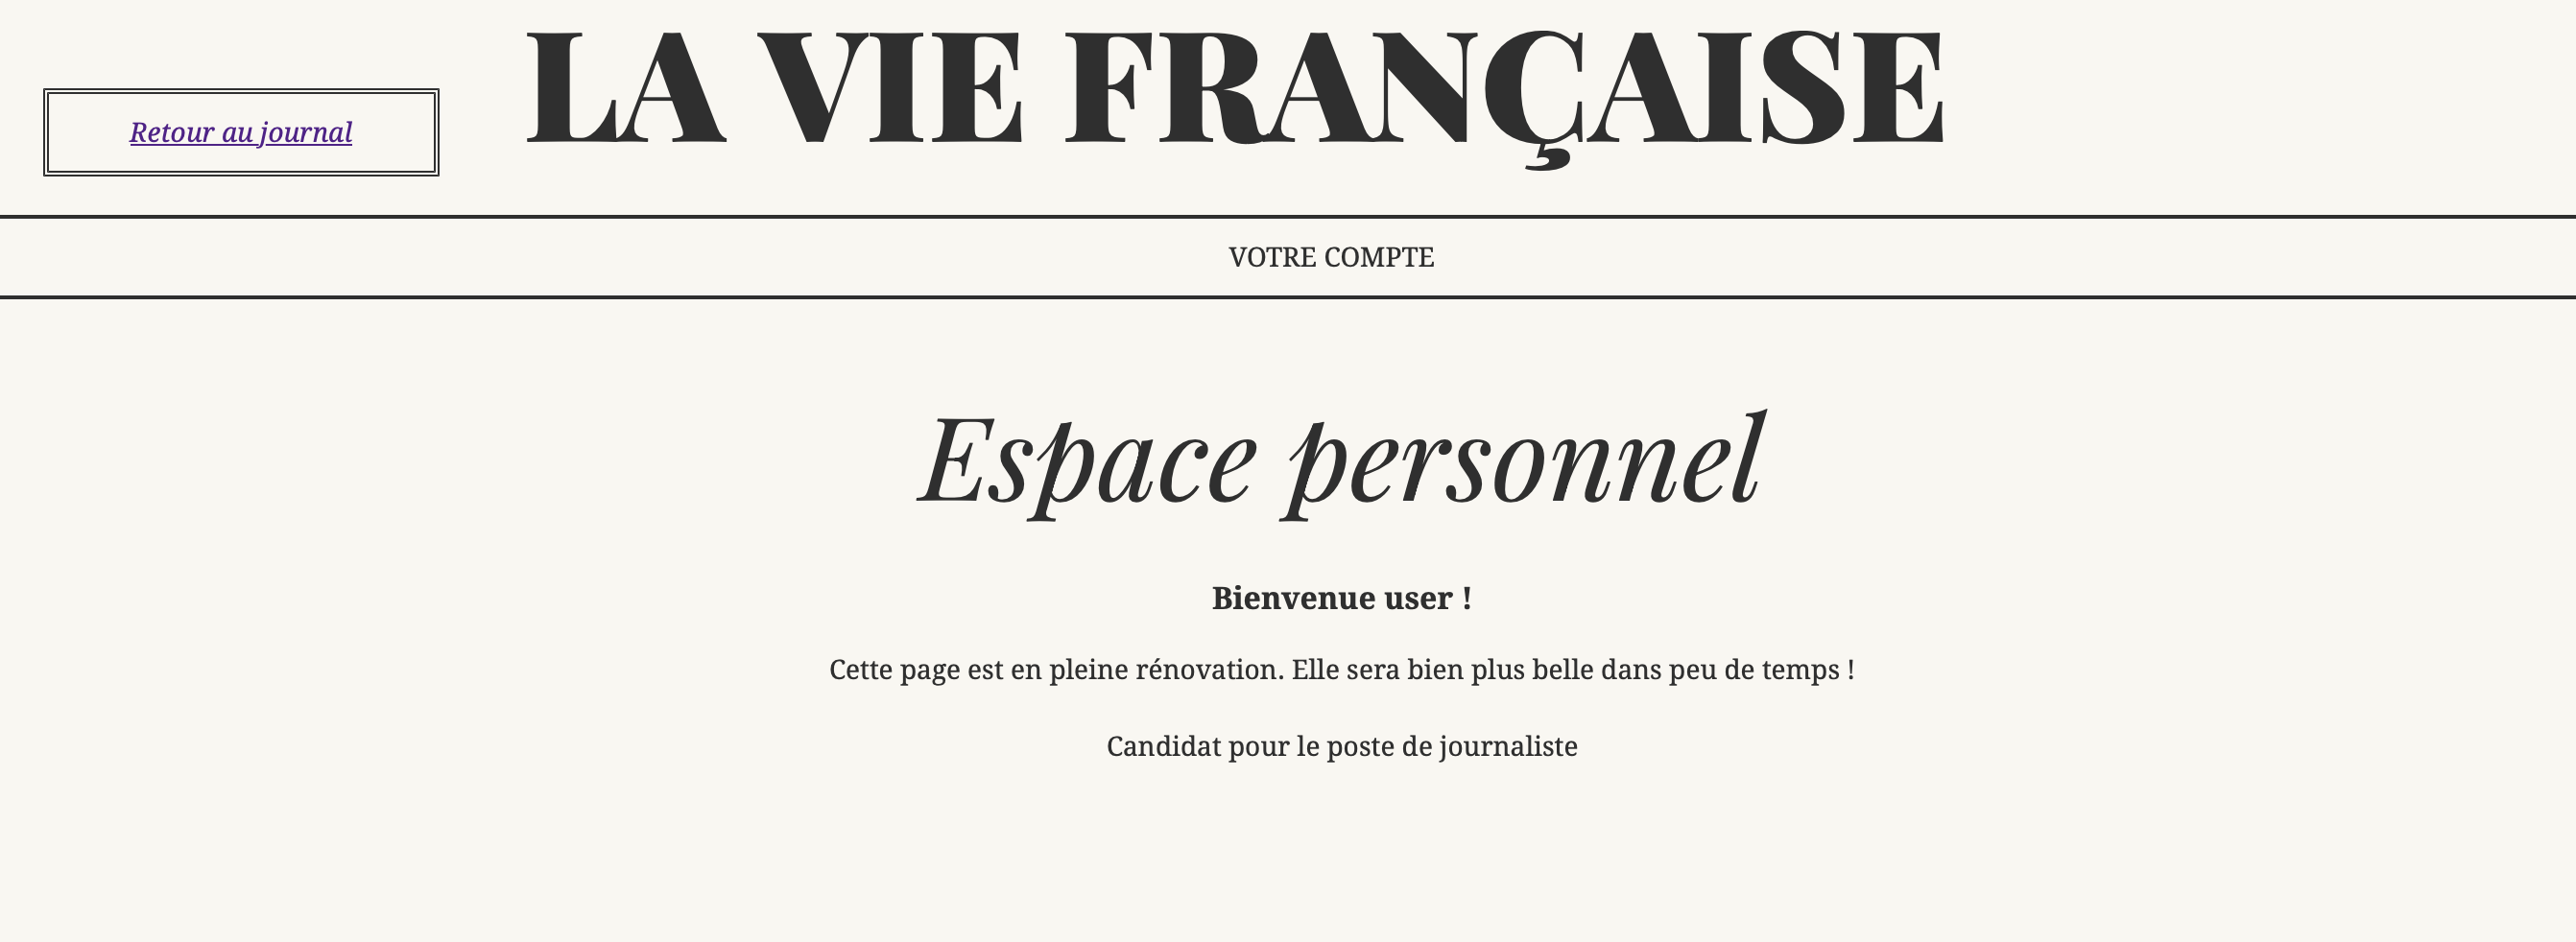 LA VIE FRANÇAISE
Retour au journal
VOTRE COMPTE
Espace personnel
Bienvenue user !
Cette page est en pleine rénovation. Elle sera bien plus belle dans peu de temps !
Candidat pour le poste de journaliste